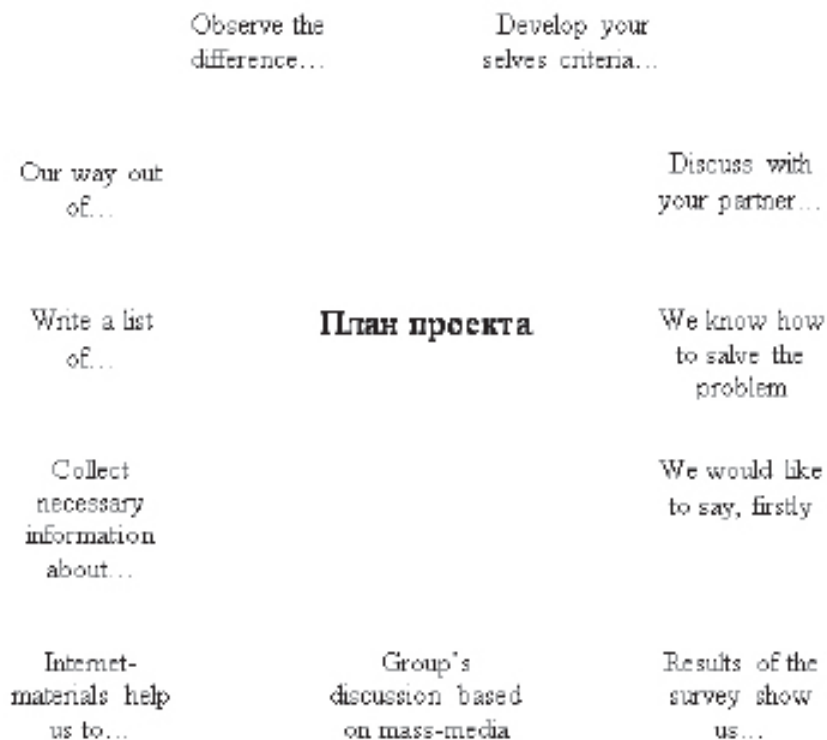 Observe the
difference...
Develop your
selves criteria...
Our way out
of...
Discuss with
your partner...
Write a list
of...
План проекта
We know how
to salve the
problem
Collect
necessary
information
about...
We would like
to say, firstly
Internet-
materials help
us to...
Group's
discussion based
on mass-media
Results of the
survey show
us...